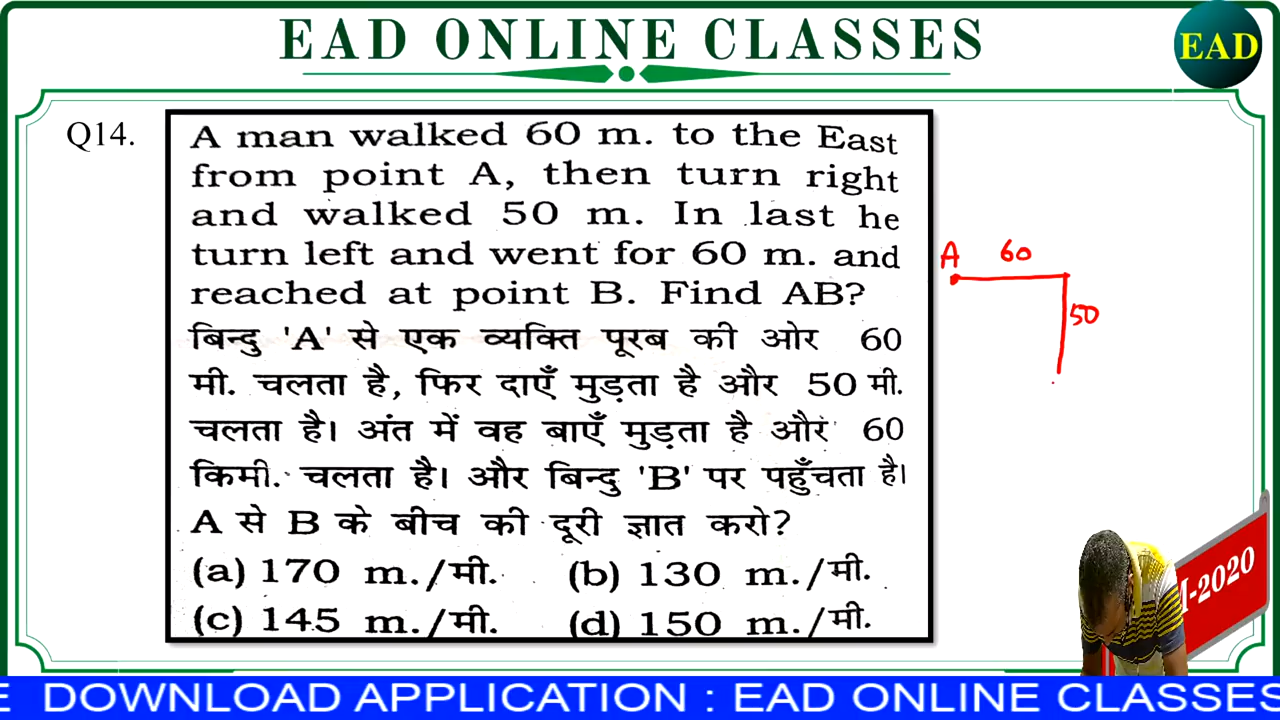 EAD ONLINE CLASSES
EAD
Q14.
A man walked 60 m. to the East
from point A, then turn right
and walked 50 m. In last he
turn left and went for 60 m. and
reached at point B. Find AB?
बिन्दु 'A' से एक व्यक्ति पूरब की ओर 60
मी. चलता है, फिर दाएँ मुड़ता है और 50 मी.
चलता है। अंत में वह बाएँ मुड़ता है और 60
किमी. चलता है। और बिन्दु 'B' पर पहुँचता है।
A से B के बीच की दूरी ज्ञात करो?
(a) 170 m./मी. (b) 130 m./मी.
(c) 145 m./मी. (d) 150 m./मी.
A 60
50
-2020
DOWNLOAD APPLICATION : EAD ONLINE CLASSES